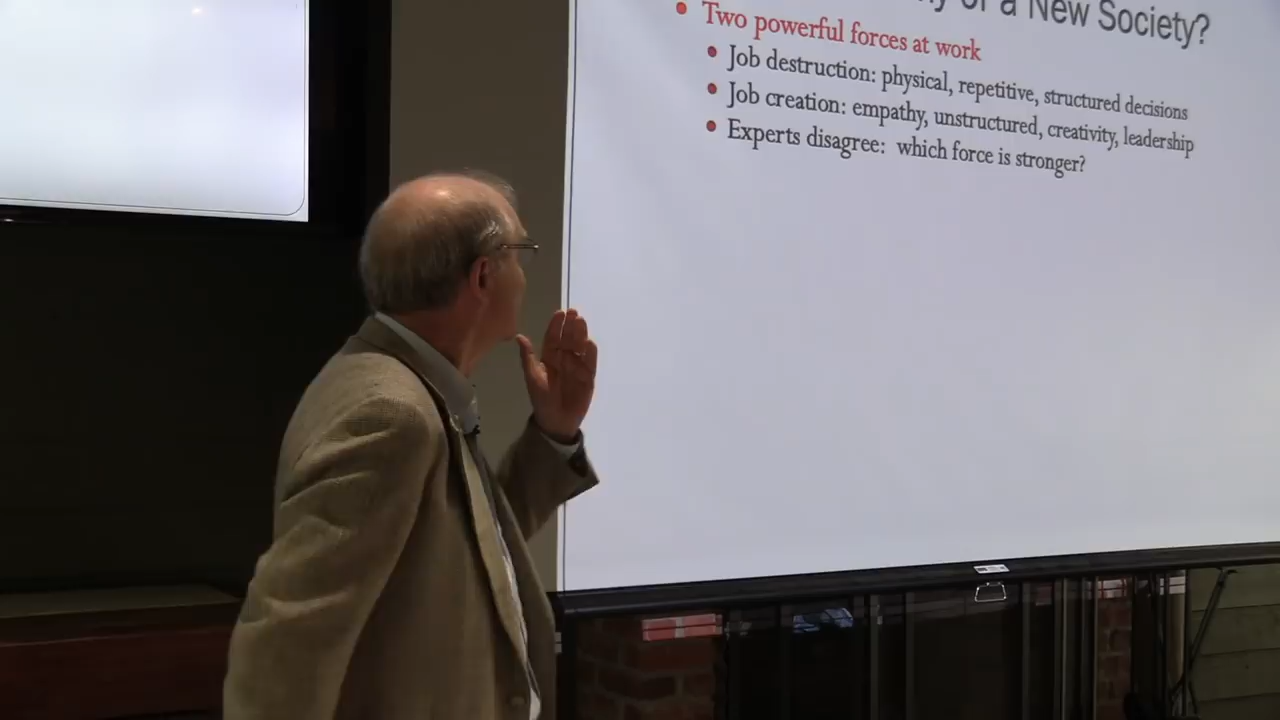 of a New Society?
• Two powerful forces at work
• Job destruction: physical, repetitive, structured decisions
• Job creation: empathy, unstructured, creativity, leadership
• Experts disagree: which force is stronger?